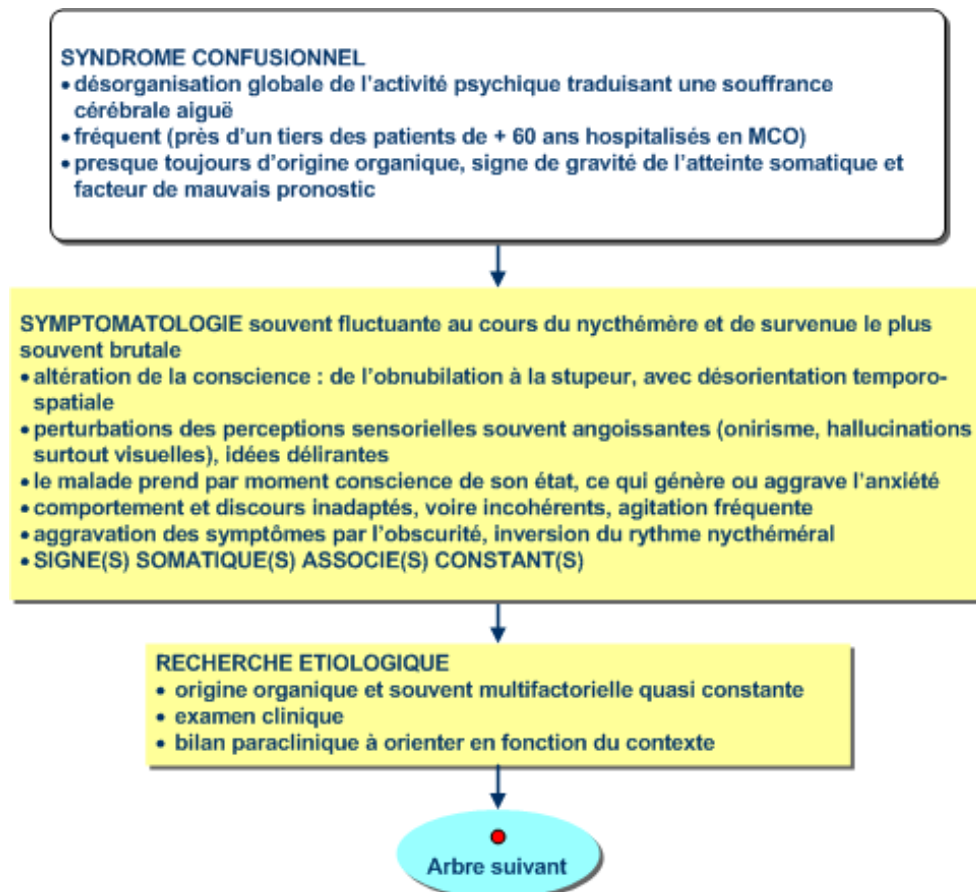 SYNDROME CONFUSIONNEL
• désorganisation globale de l'activité psychique traduisant une souffrance
cérébrale aiguë
• fréquent (près d'un tiers des patients de + 60 ans hospitalisés en MCO)
• presque toujours d'origine organique, signe de gravité de l'atteinte somatique et
facteur de mauvais pronostic
SYMPTOMATOLOGIE souvent fluctuante au cours du nycthémère et de survenue le plus
souvent brutale
• altération de la conscience : de l'obnubilation à la stupeur, avec désorientation temporo-
spatiale
• perturbations des perceptions sensorielles souvent angoissantes (onirisme, hallucinations
surtout visuelles), idées délirantes
• le malade prend par moment conscience de son état, ce qui génère ou aggrave l'anxiété
• comportement et discours inadaptés, voire incohérents, agitation fréquente
• aggravation des symptômes par l'obscurité, inversion du rythme nycthéméral
• SIGNE(S) SOMATIQUE(S) ASSOCIE(S) CONSTANT(S)
RECHERCHE ETIOLOGIQUE
• origine organique et souvent multifactorielle quasi constante
• examen clinique
• bilan paraclinique à orienter en fonction du contexte
Arbre suivant